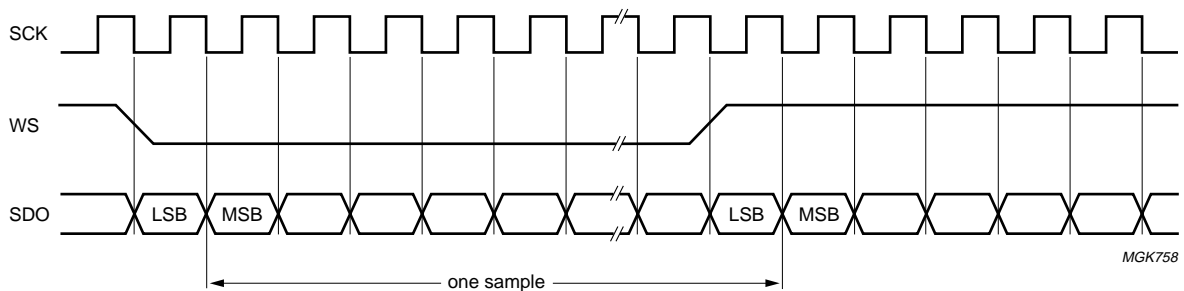 SCK
WS
SDO
LSB
MSB
LSB
MSB
MGK758
one sample